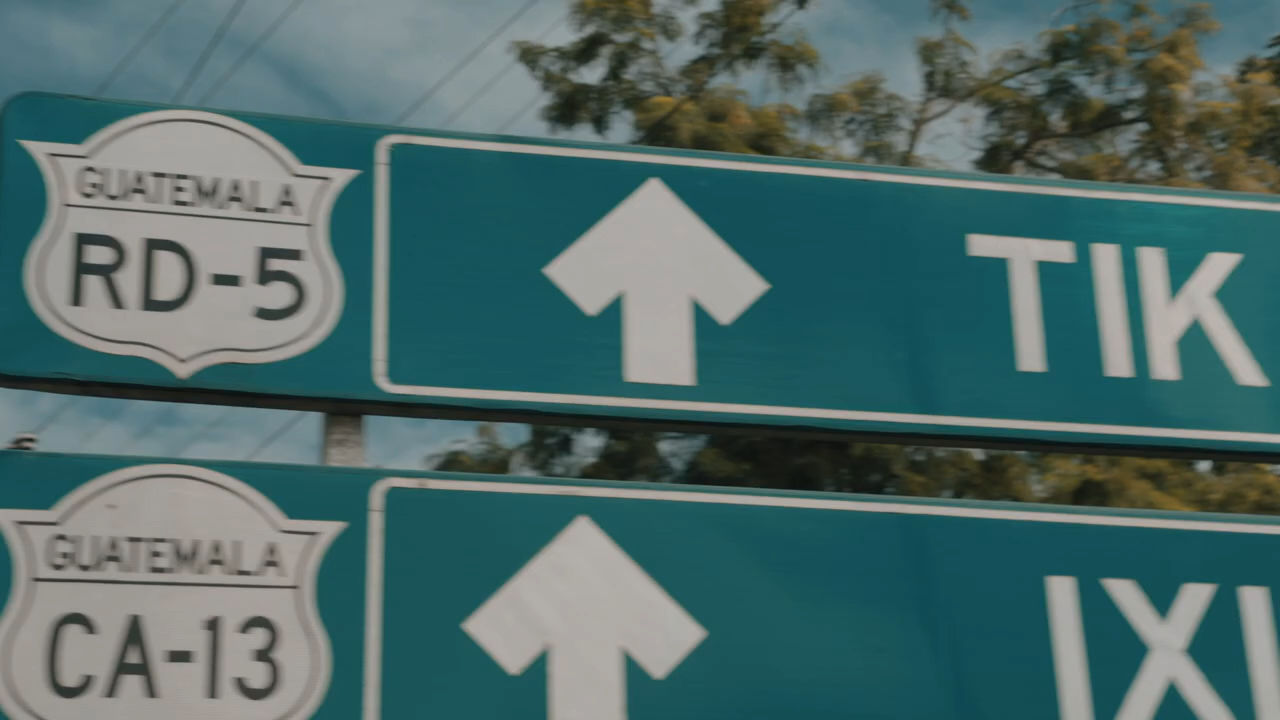 GUATEMALA
RD-5
TIK
GUATEMALA
CA-13
IXI